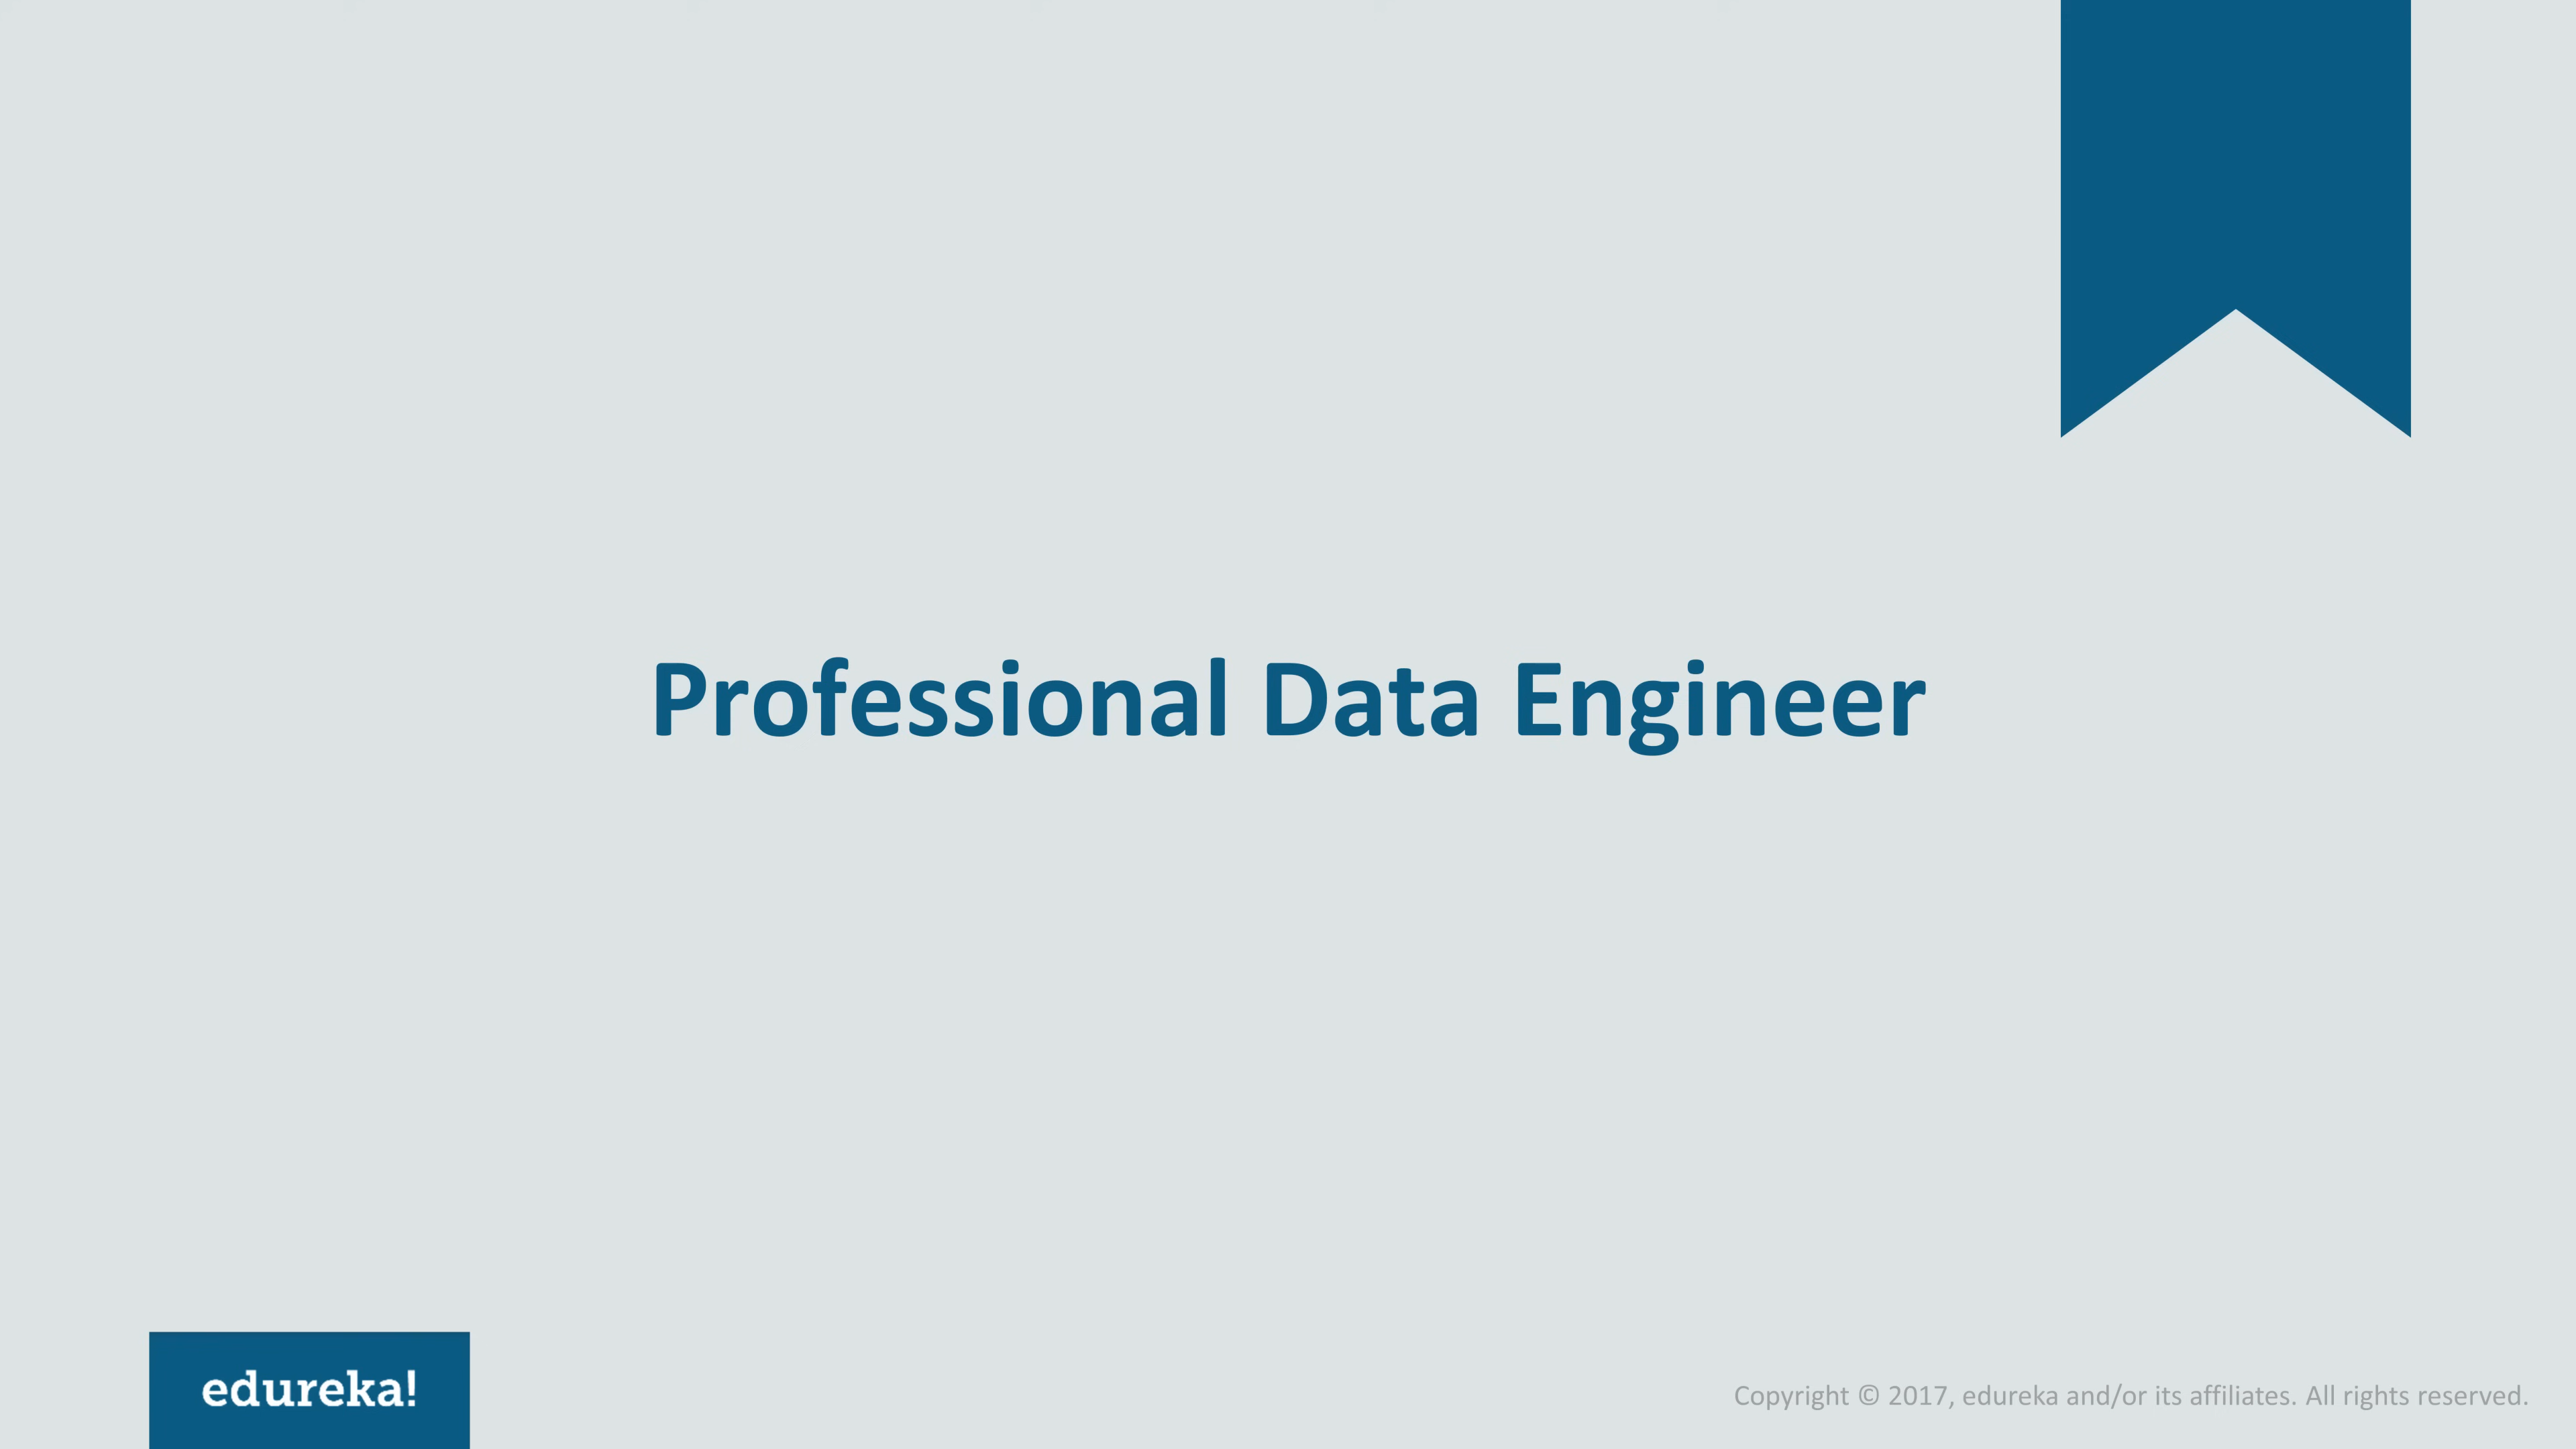 Professional Data Engineer
edureka!
Copyright © 2017, edureka and/or its affiliates. All rights reserved.